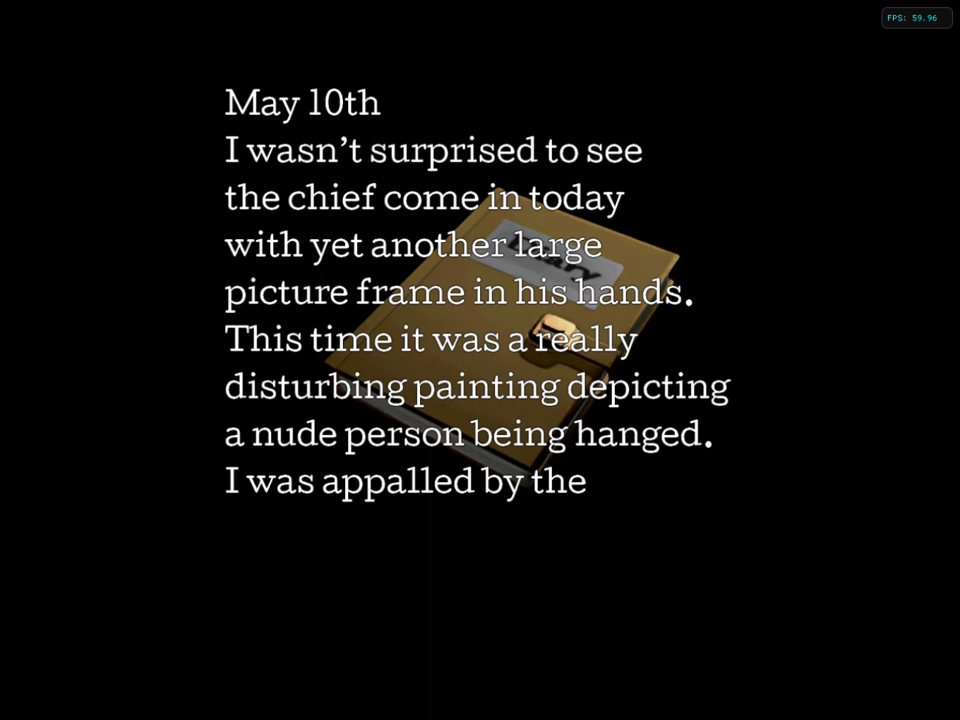 FPS: 59.96
May 10th
I wasn’t surprised to see
the chief come in today
with yet another large
picture frame in his hands.
This time it was a really
disturbing painting depicting
a nude person being hanged.
I was appalled by the
Diary